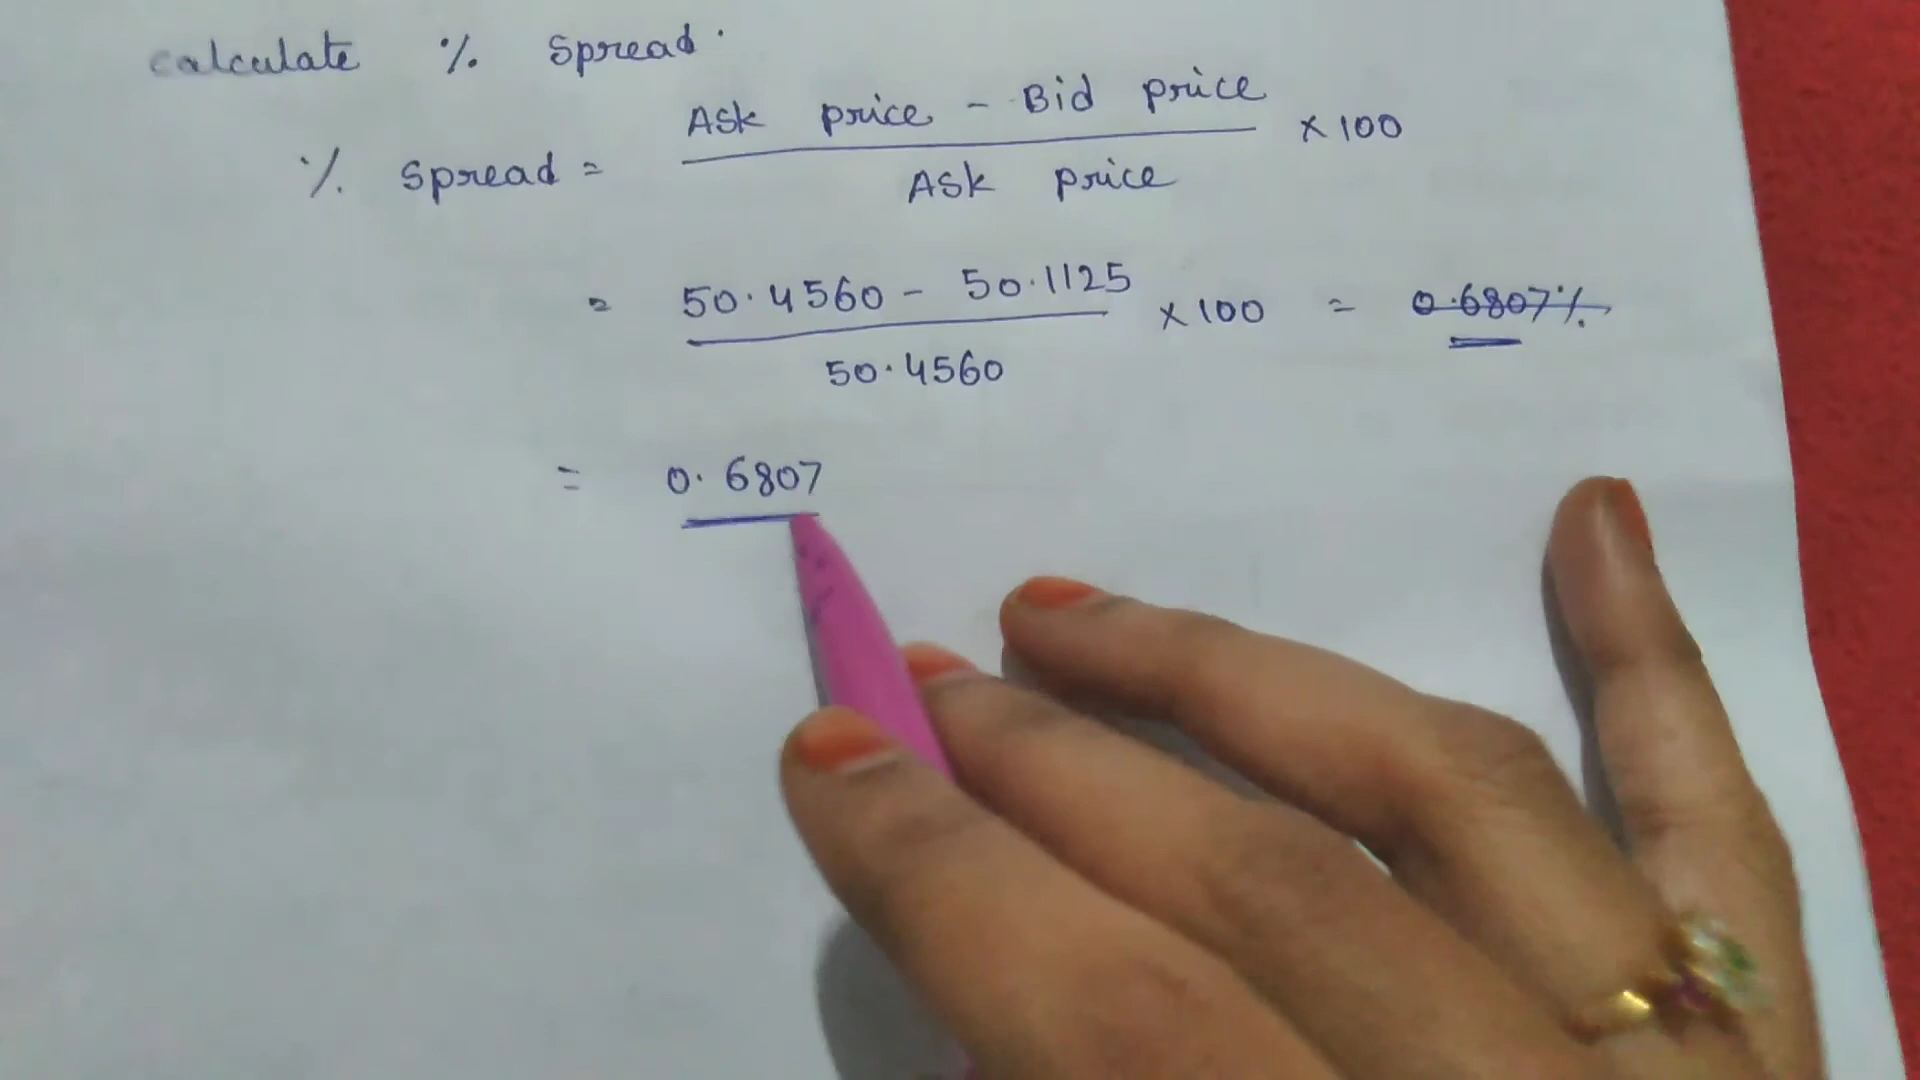 calculate % Spread.
% Spread = Ask price - Bid price / Ask price × 100
= 50.4560 - 50.1125 / 50.4560 × 100 = 0.6807%
= 0.6807